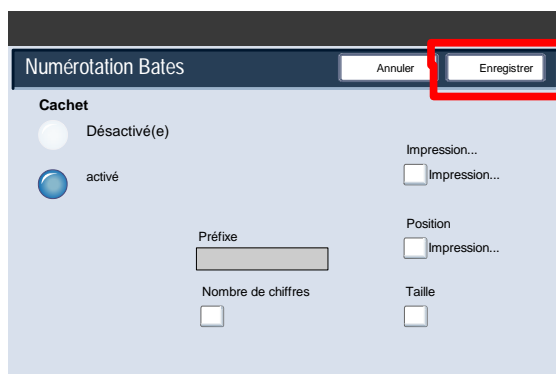 Numérotation Bates
Annuler
Enregistrer
Cachet
Désactivé(e)
activé
Impression...
Impression...
Préfixe
Position
Impression...
Nombre de chiffres
Taille